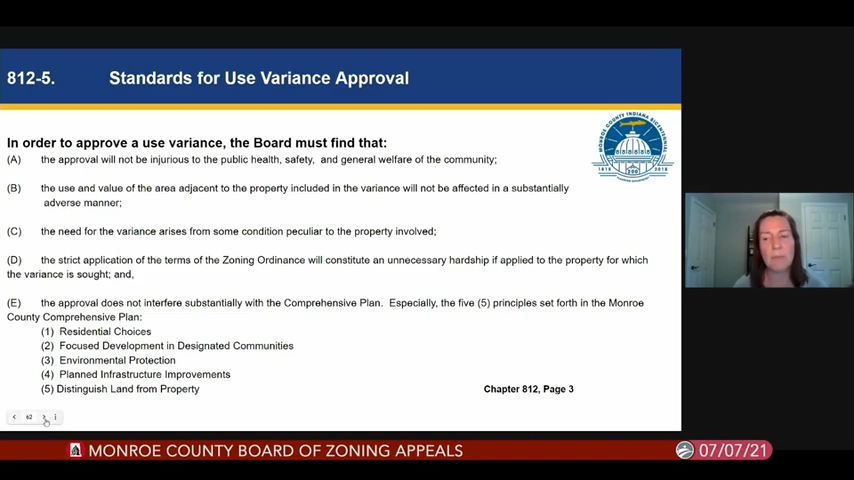 812-5. Standards for Use Variance Approval
In order to approve a use variance, the Board must find that:
(A) the approval will not be injurious to the public health, safety, and general welfare of the community;
(B) the use and value of the area adjacent to the property included in the variance will not be affected in a substantially
adverse manner;
(C) the need for the variance arises from some condition peculiar to the property involved;
(D) the strict application of the terms of the Zoning Ordinance will constitute an unnecessary hardship if applied to the property for which
the variance is sought; and,
(E) the approval does not interfere substantially with the Comprehensive Plan. Especially, the five (5) principles set forth in the Monroe
County Comprehensive Plan:
(1) Residential Choices
(2) Focused Development in Designated Communities
(3) Environmental Protection
(4) Planned Infrastructure Improvements
(5) Distinguish Land from Property
Chapter 812, Page 3
MONROE COUNTY INDIANA BICENTENNIAL
1818 200 2018
62
MONROE COUNTY BOARD OF ZONING APPEALS
07/07/21